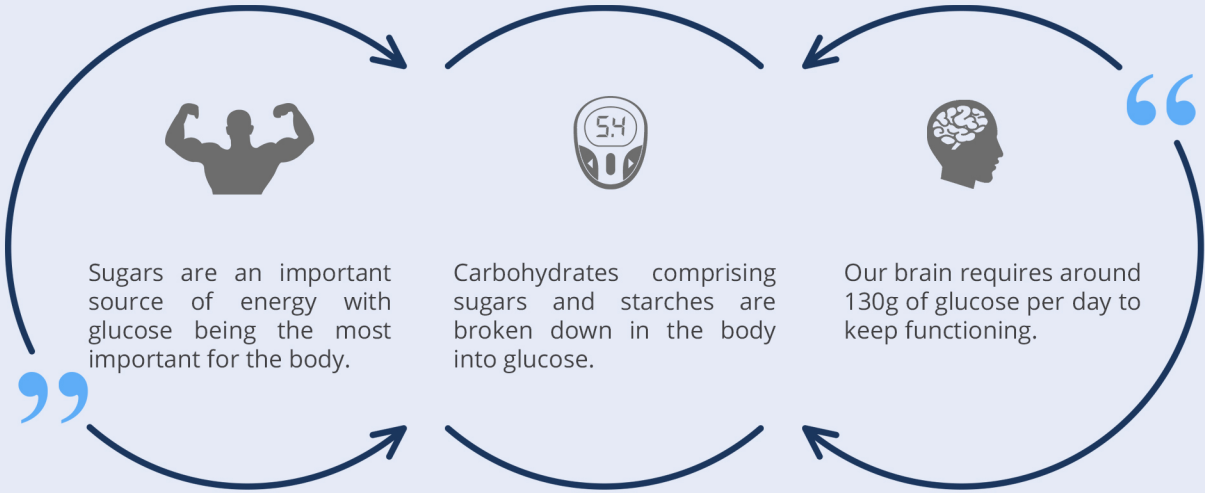 5.4
Sugars are an important
source of energy with
glucose being the most
important for the body.
Carbohydrates comprising
sugars and starches are
broken down in the body
into glucose.
Our brain requires around
130g of glucose per day to
keep functioning.